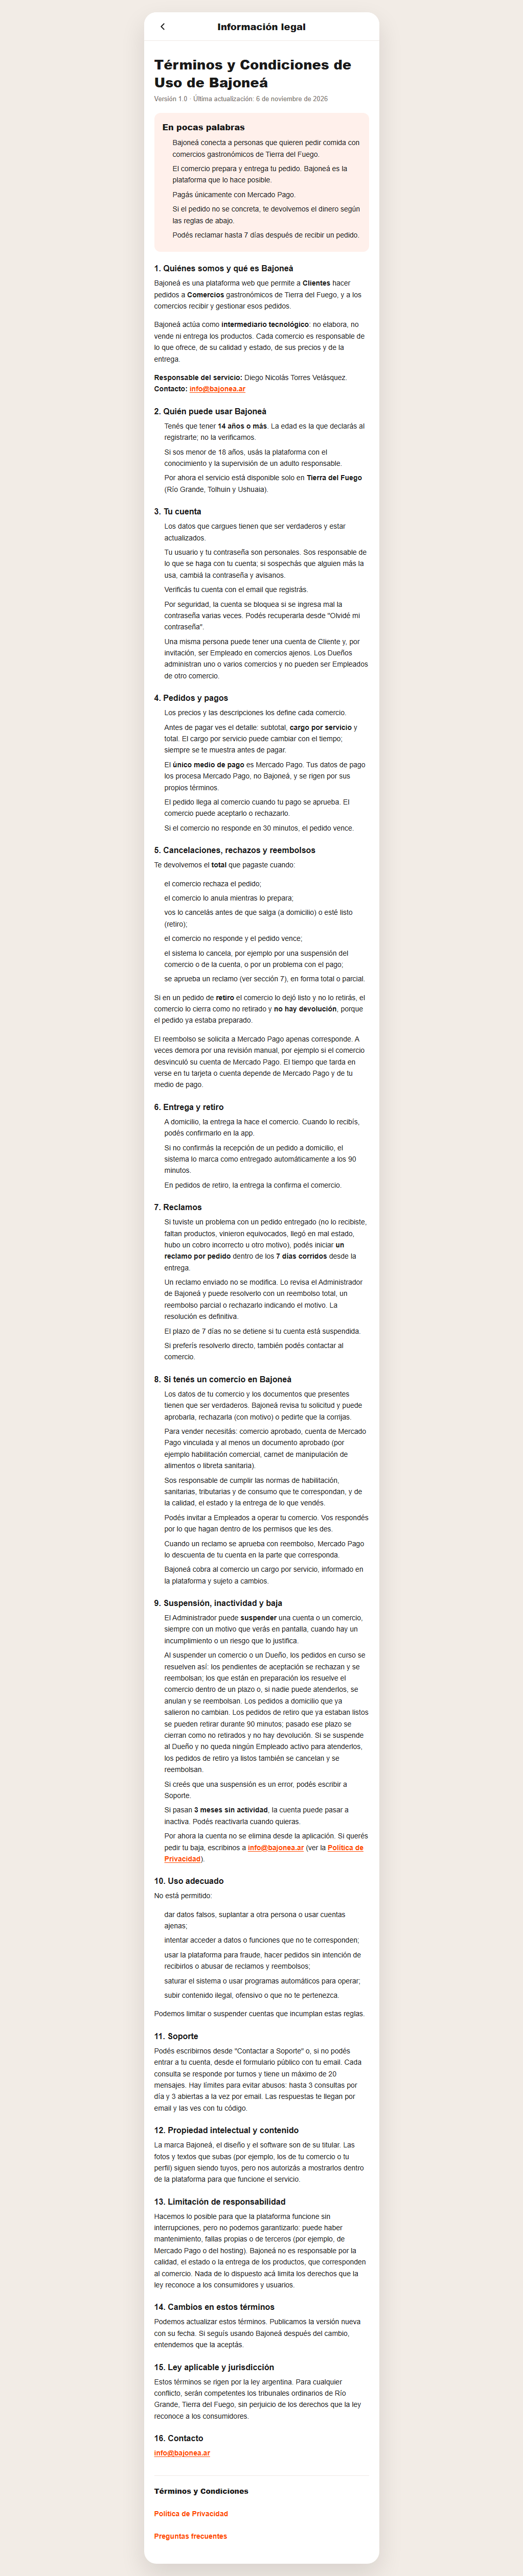 Información legal
Términos y Condiciones de
Uso de Bajoneá
Versión 1.0 · Última actualización: 6 de noviembre de 2026
En pocas palabras
Bajoneá conecta a personas que quieren pedir comida con
comercios gastronómicos de Tierra del Fuego.
El comercio prepara y entrega tu pedido. Bajoneá es la
plataforma que lo hace posible.
Pagás únicamente con Mercado Pago.
Si el pedido no se concreta, te devolvemos el dinero según
las reglas de abajo.
Podés reclamar hasta 7 días después de recibir un pedido.
1. Quiénes somos y qué es Bajoneá
Bajoneá es una plataforma web que permite a Clientes hacer
pedidos a Comercios gastronómicos de Tierra del Fuego, y a los
comercios recibir y gestionar esos pedidos.
Bajoneá actúa como intermediario tecnológico: no elabora, no
vende ni entrega los productos. Cada comercio es responsable de
lo que ofrece, de su calidad y estado, de sus precios y de la
entrega.
Responsable del servicio: Diego Nicolás Torres Velásquez.
Contacto: info@bajonea.ar
2. Quién puede usar Bajoneá
Tenés que tener 14 años o más. La edad es la que declarás al
registrarte; no la verificamos.
Si sos menor de 18 años, usás la plataforma con el
conocimiento y la supervisión de un adulto responsable.
Por ahora el servicio está disponible solo en Tierra del Fuego
(Río Grande, Tolhuin y Ushuaia).
3. Tu cuenta
Los datos que cargues tienen que ser verdaderos y estar
actualizados.
Tu usuario y tu contraseña son personales. Sos responsable de
lo que se haga con tu cuenta; si sospechás que alguien más la
usa, cambiá la contraseña y avisanos.
Verificás tu cuenta con el email que registrás.
Por seguridad, la cuenta se bloquea si se ingresa mal la
contraseña varias veces. Podés recuperarla desde "Olvidé mi
contraseña".
Una misma persona puede tener una cuenta de Cliente y, por
invitación, ser Empleado en comercios ajenos. Los Dueños
administran uno o varios comercios y no pueden ser Empleados
de otro comercio.
4. Pedidos y pagos
Los precios y las descripciones los define cada comercio.
Antes de pagar ves el detalle: subtotal, cargo por servicio y
total. El cargo por servicio puede cambiar con el tiempo;
siempre se te muestra antes de pagar.
El único medio de pago es Mercado Pago. Tus datos de pago
los procesa Mercado Pago, no Bajoneá, y se rigen por sus
propios términos.
El pedido llega al comercio cuando tu pago se aprueba. El
comercio puede aceptarlo o rechazarlo.
Si el comercio no responde en 30 minutos, el pedido vence.
5. Cancelaciones, rechazos y reembolsos
Te devolvemos el total que pagaste cuando:
el comercio rechaza el pedido;
el comercio lo anula mientras lo prepara;
vos lo cancelás antes de que salga (a domicilio) o esté listo
(retiro);
el comercio no responde y el pedido vence;
el sistema lo cancela, por ejemplo por una suspensión del
comercio o de la cuenta, o por un problema con el pago;
se aprueba un reclamo (ver sección 7), en forma total o parcial.
Si en un pedido de retiro el comercio lo dejó listo y no lo retirás, el
comercio lo cierra como no retirado y no hay devolución, porque
el pedido ya estaba preparado.
El reembolso se solicita a Mercado Pago apenas corresponde. A
veces demora por una revisión manual, por ejemplo si el comercio
desvinculó su cuenta de Mercado Pago. El tiempo que tarda en
verse en tu tarjeta o cuenta depende de Mercado Pago y de tu
medio de pago.
6. Entrega y retiro
A domicilio, la entrega la hace el comercio. Cuando lo recibís,
podés confirmarlo en la app.
Si no confirmás la recepción de un pedido a domicilio, el
sistema lo marca como entregado automáticamente a los 90
minutos.
En pedidos de retiro, la entrega la confirma el comercio.
7. Reclamos
Si tuviste un problema con un pedido entregado (no lo recibiste,
faltan productos, vinieron equivocados, llegó en mal estado,
hubo un cobro incorrecto u otro motivo), podés iniciar un
reclamo por pedido dentro de los 7 días corridos desde la
entrega.
Un reclamo enviado no se modifica. Lo revisa el Administrador
de Bajoneá y puede resolverlo con un reembolso total, un
reembolso parcial o rechazarlo indicando el motivo. La
resolución es definitiva.
El plazo de 7 días no se detiene si tu cuenta está suspendida.
Si preferís resolverlo directo, también podés contactar al
comercio.
8. Si tenés un comercio en Bajoneá
Los datos de tu comercio y los documentos que presentes
tienen que ser verdaderos. Bajoneá revisa tu solicitud y puede
aprobarla, rechazarla (con motivo) o pedirte que la corrijas.
Para vender necesitás: comercio aprobado, cuenta de Mercado
Pago vinculada y al menos un documento aprobado (por
ejemplo habilitación comercial, carnet de manipulación de
alimentos o libreta sanitaria).
Sos responsable de cumplir las normas de habilitación,
sanitarias, tributarias y de consumo que te correspondan, y de
la calidad, el estado y la entrega de lo que vendés.
Podés invitar a Empleados a operar tu comercio. Vos respondés
por lo que hagan dentro de los permisos que les des.
Cuando un reclamo se aprueba con reembolso, Mercado Pago
lo descuenta de tu cuenta en la parte que corresponda.
Bajoneá cobra al comercio un cargo por servicio, informado en
la plataforma y sujeto a cambios.
9. Suspensión, inactividad y baja
El Administrador puede suspender una cuenta o un comercio,
siempre con un motivo que verás en pantalla, cuando hay un
incumplimiento o un riesgo que lo justifica.
Al suspender un comercio o un Dueño, los pedidos en curso se
resuelven así: los pendientes de aceptación se rechazan y se
reembolsan; los que están en preparación los resuelve el
comercio dentro de un plazo o, si nadie puede atenderlos, se
anulan y se reembolsan. Los pedidos a domicilio que ya
salieron no cambian. Los pedidos de retiro que ya estaban listos
se pueden retirar durante 90 minutos; pasado ese plazo se
cierran como no retirados y no hay devolución. Si se suspende
al Dueño y no queda ningún Empleado activo para atenderlos,
los pedidos de retiro ya listos también se cancelan y se
reembolsan.
Si creés que una suspensión es un error, podés escribir a
Soporte.
Si pasan 3 meses sin actividad, la cuenta puede pasar a
inactiva. Podés reactivarla cuando quieras.
Por ahora la cuenta no se elimina desde la aplicación. Si querés
pedir tu baja, escribinos a info@bajonea.ar (ver la Política de
Privacidad).
10. Uso adecuado
No está permitido:
dar datos falsos, suplantar a otra persona o usar cuentas
ajenas;
intentar acceder a datos o funciones que no te corresponden;
usar la plataforma para fraude, hacer pedidos sin intención de
recibirlos o abusar de reclamos y reembolsos;
saturar el sistema o usar programas automáticos para operar;
subir contenido ilegal, ofensivo o que no te pertenezca.
Podemos limitar o suspender cuentas que incumplan estas reglas.
11. Soporte
Podés escribirnos desde "Contactar a Soporte" o, si no podés
entrar a tu cuenta, desde el formulario público con tu email. Cada
consulta se responde por turnos y tiene un máximo de 20
mensajes. Hay límites para evitar abusos: hasta 3 consultas por
día y 3 abiertas a la vez por email. Las respuestas te llegan por
email y las ves con tu código.
12. Propiedad intelectual y contenido
La marca Bajoneá, el diseño y el software son de su titular. Las
fotos y textos que subas (por ejemplo, los de tu comercio o tu
perfil) siguen siendo tuyos, pero nos autorizás a mostrarlos dentro
de la plataforma para que funcione el servicio.
13. Limitación de responsabilidad
Hacemos lo posible para que la plataforma funcione sin
interrupciones, pero no podemos garantizarlo: puede haber
mantenimiento, fallas propias o de terceros (por ejemplo, de
Mercado Pago o del hosting). Bajoneá no es responsable por la
calidad, el estado o la entrega de los productos, que corresponden
al comercio. Nada de lo dispuesto acá limita los derechos que la
ley reconoce a los consumidores y usuarios.
14. Cambios en estos términos
Podemos actualizar estos términos. Publicamos la versión nueva
con su fecha. Si seguís usando Bajoneá después del cambio,
entendemos que la aceptás.
15. Ley aplicable y jurisdicción
Estos términos se rigen por la ley argentina. Para cualquier
conflicto, serán competentes los tribunales ordinarios de Río
Grande, Tierra del Fuego, sin perjuicio de los derechos que la ley
reconoce a los consumidores.
16. Contacto
info@bajonea.ar
Términos y Condiciones
Política de Privacidad
Preguntas frecuentes